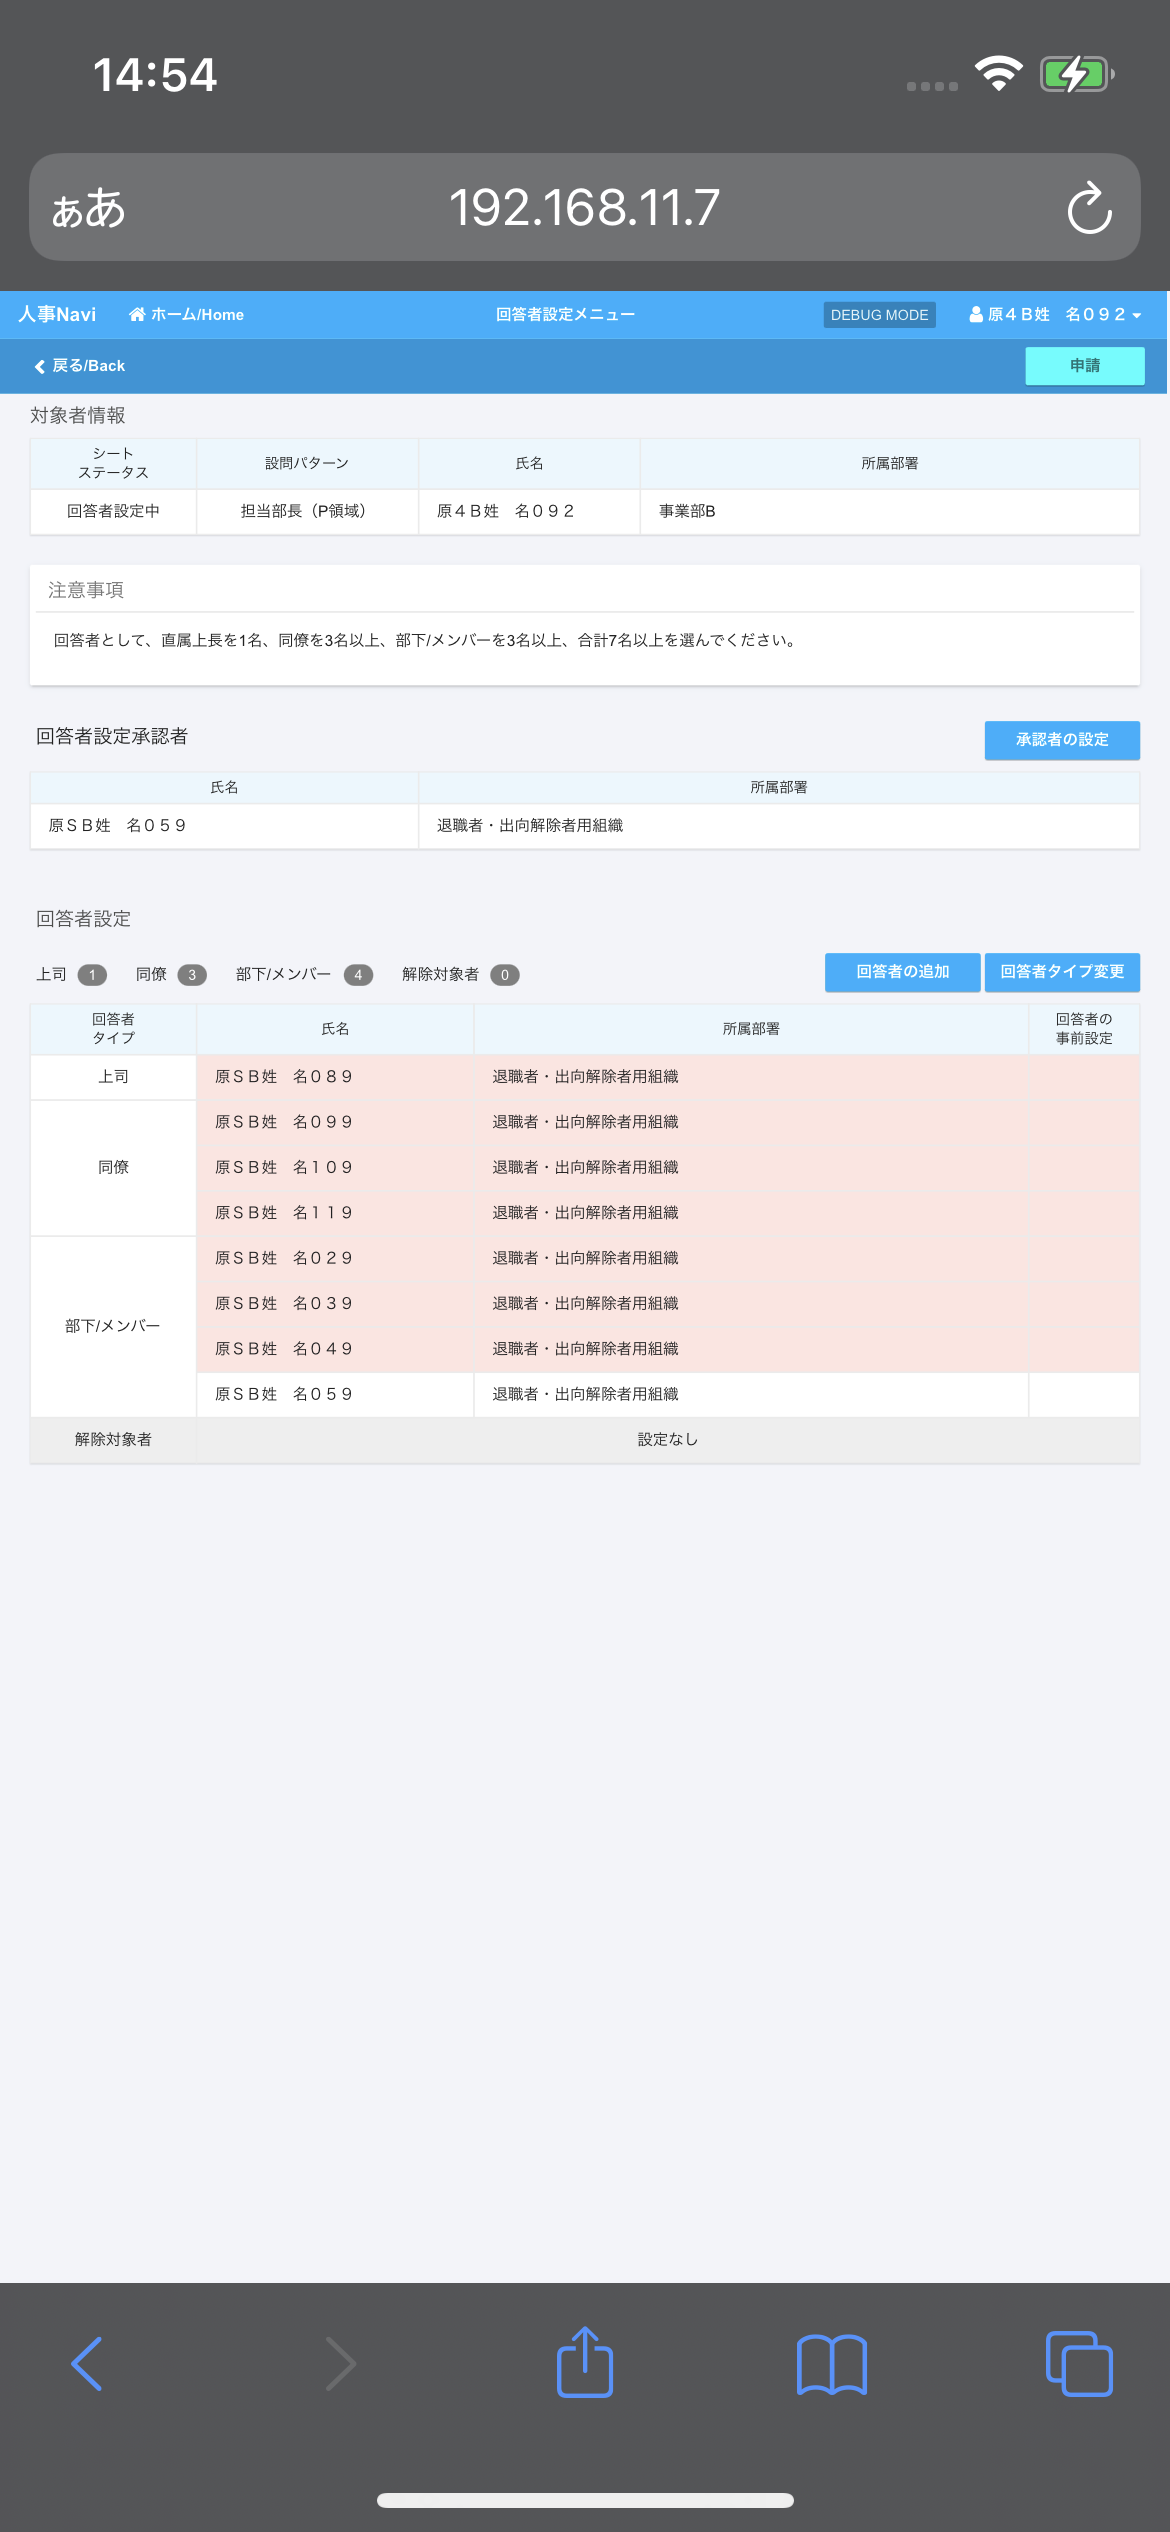 14:54
ぁあ 192.168.11.7
人事Navi ホーム/Home 回答者設定メニュー DEBUG MODE 原４Ｂ姓　名０９２
戻る/Back 申請
対象者情報
シート
ステータス 設問パターン 氏名 所属部署
回答者設定中 担当部長（P領域） 原４Ｂ姓　名０９２ 事業部B
注意事項
回答者として、直属上長を1名、同僚を3名以上、部下/メンバーを3名以上、合計7名以上を選んでください。
回答者設定承認者 承認者の設定
氏名 所属部署
原ＳＢ姓　名０５９ 退職者・出向解除者用組織
回答者設定
上司 1 同僚 3 部下/メンバー 4 解除対象者 0 回答者の追加 回答者タイプ変更
回答者
タイプ 氏名 所属部署 回答者の
事前設定
上司 原ＳＢ姓　名０８９ 退職者・出向解除者用組織
原ＳＢ姓　名０９９ 退職者・出向解除者用組織
同僚 原ＳＢ姓　名１０９ 退職者・出向解除者用組織
原ＳＢ姓　名１１９ 退職者・出向解除者用組織
原ＳＢ姓　名０２９ 退職者・出向解除者用組織
原ＳＢ姓　名０３９ 退職者・出向解除者用組織
部下/メンバー
原ＳＢ姓　名０４９ 退職者・出向解除者用組織
原ＳＢ姓　名０５９ 退職者・出向解除者用組織
解除対象者 設定なし